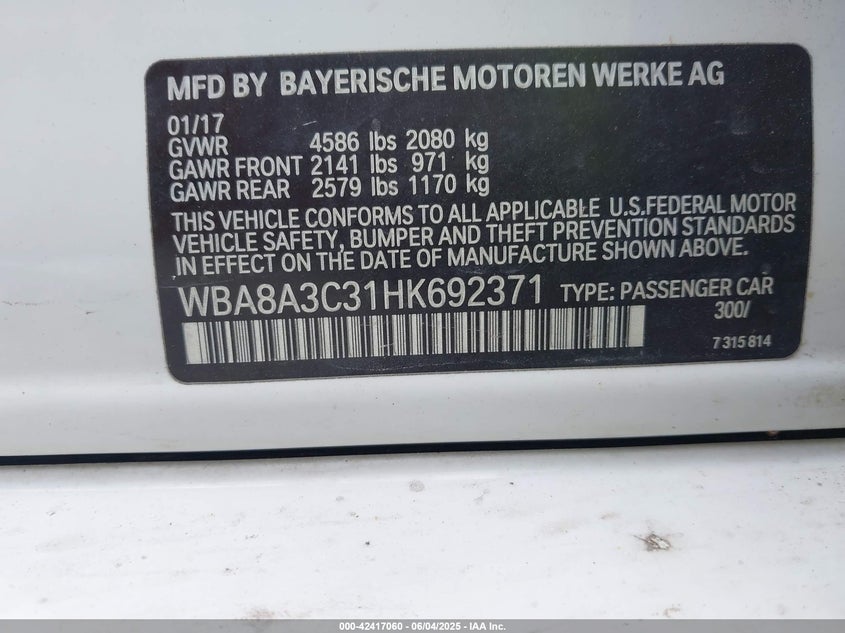 MFD BY BAYERISCHE MOTOREN WERKE AG
01/17
GVWR 4586 lbs 2080 kg
GAWR FRONT 2141 lbs 971 kg
GAWR REAR 2579 lbs 1170 kg
THIS VEHICLE CONFORMS TO ALL APPLICABLE U.S.FEDERAL MOTOR
VEHICLE SAFETY, BUMPER AND THEFT PREVENTION STANDARDS
IN EFFECT ON THE DATE OF MANUFACTURE SHOWN ABOVE.
WBA8A3C31HK692371 TYPE: PASSENGER CAR
300/
7 315 814
000-42417060 - 06/04/2025 - IAA Inc.